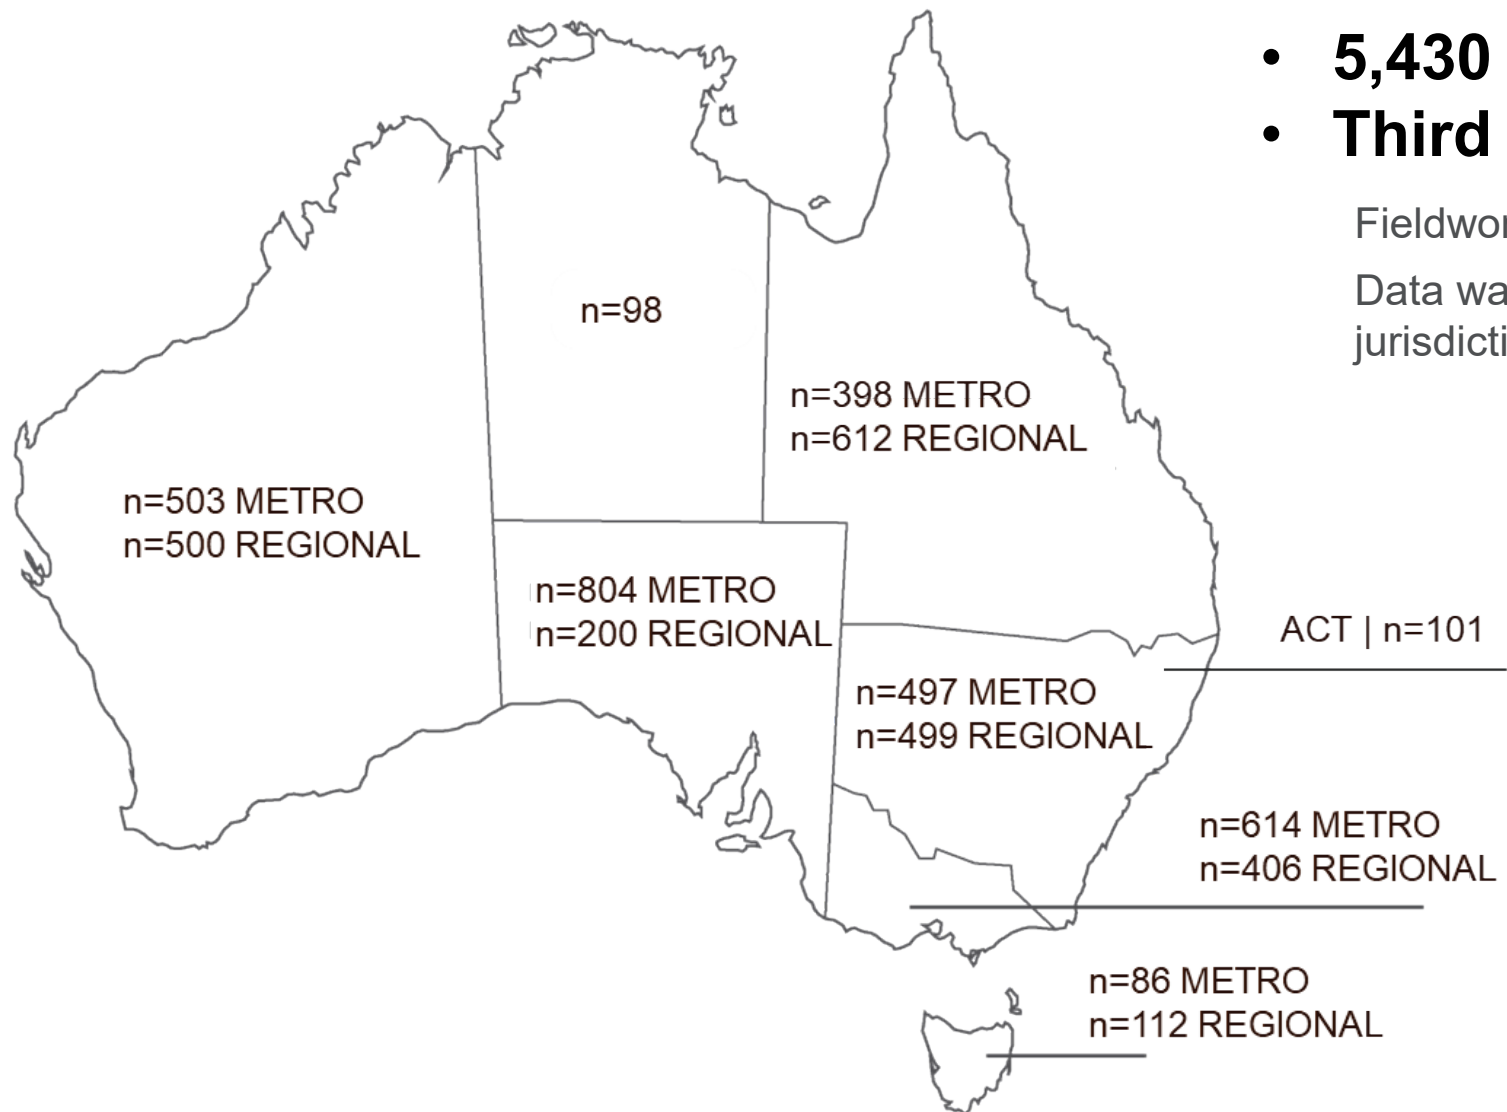 • 5,430
• Third
Fieldwor
Data wa
jurisdicti
n=98
n=398 METRO
n=612 REGIONAL
n=503 METRO
n=500 REGIONAL
n=804 METRO
n=200 REGIONAL
ACT | n=101
n=497 METRO
n=499 REGIONAL
n=614 METRO
n=406 REGIONAL
n=86 METRO
n=112 REGIONAL